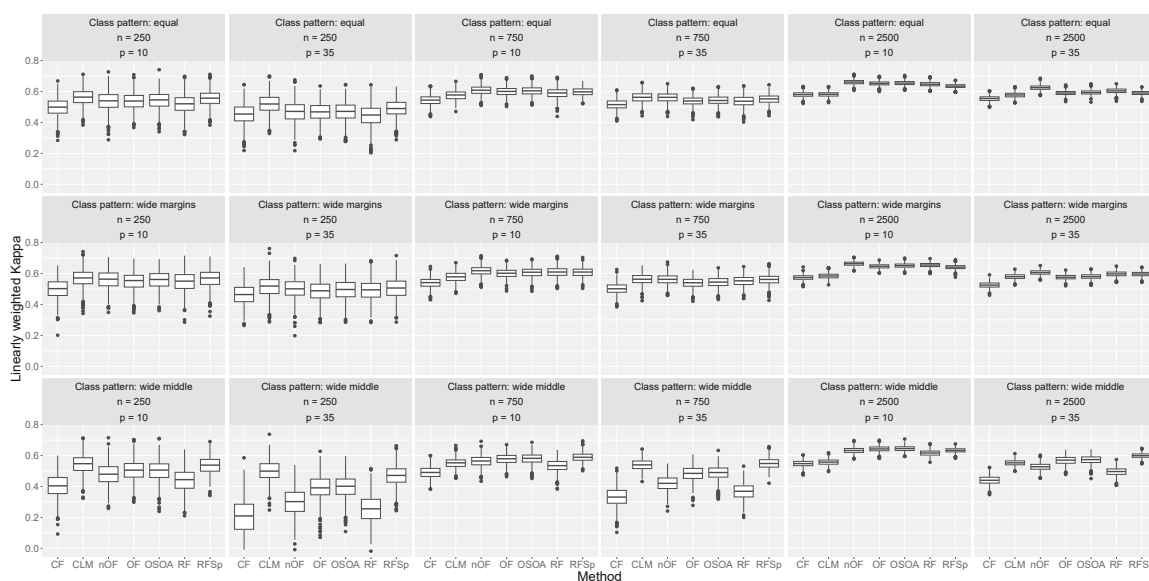 Class pattern: equal
n = 250
p = 10
Class pattern: equal
n = 250
p = 35
Class pattern: equal
n = 750
p = 10
Class pattern: equal
n = 750
p = 35
Class pattern: equal
n = 2500
p = 10
Class pattern: equal
n = 2500
p = 35
0.8
0.6
0.4
0.2
0.0
Class pattern: wide margins
n = 250
p = 10
Class pattern: wide margins
n = 250
p = 35
Class pattern: wide margins
n = 750
p = 10
Class pattern: wide margins
n = 750
p = 35
Class pattern: wide margins
n = 2500
p = 10
Class pattern: wide margins
n = 2500
p = 35
0.8
0.6
0.4
0.2
0.0
Linearly weighted Kappa
Class pattern: wide middle
n = 250
p = 10
Class pattern: wide middle
n = 250
p = 35
Class pattern: wide middle
n = 750
p = 10
Class pattern: wide middle
n = 750
p = 35
Class pattern: wide middle
n = 2500
p = 10
Class pattern: wide middle
n = 2500
p = 35
0.8
0.6
0.4
0.2
0.0
CF CLM nOF OF OSOA RF RFSp
CF CLM nOF OF OSOA RF RFSp
CF CLM nOF OF OSOA RF RFSp
CF CLM nOF OF OSOA RF RFSp
CF CLM nOF OF OSOA RF RFSp
CF CLM nOF OF OSOA RF RFSp
Method